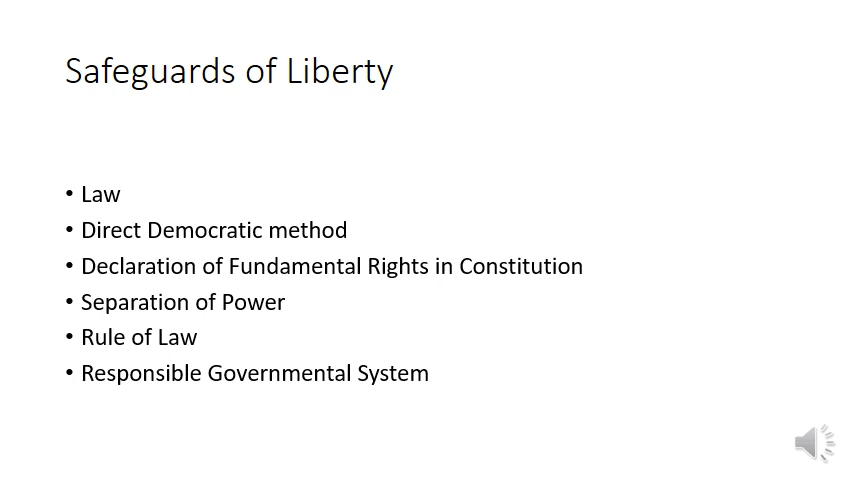 Safeguards of Liberty
• Law
• Direct Democratic method
• Declaration of Fundamental Rights in Constitution
• Separation of Power
• Rule of Law
• Responsible Governmental System